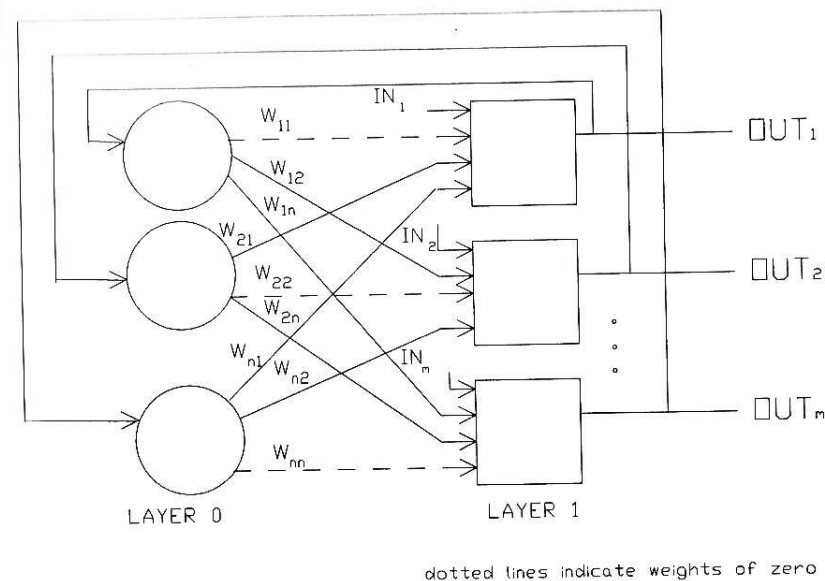 IN₁
W₁₁
OUT₁
W₁₂
W₁ₙ
W₂₁
IN₂
W₂₂
OUT₂
W₂ₙ
Wₙ₁
Wₙ₂
INₘ
OUTₘ
Wₙₙ
LAYER 0
LAYER 1
dotted lines indicate weights of zero